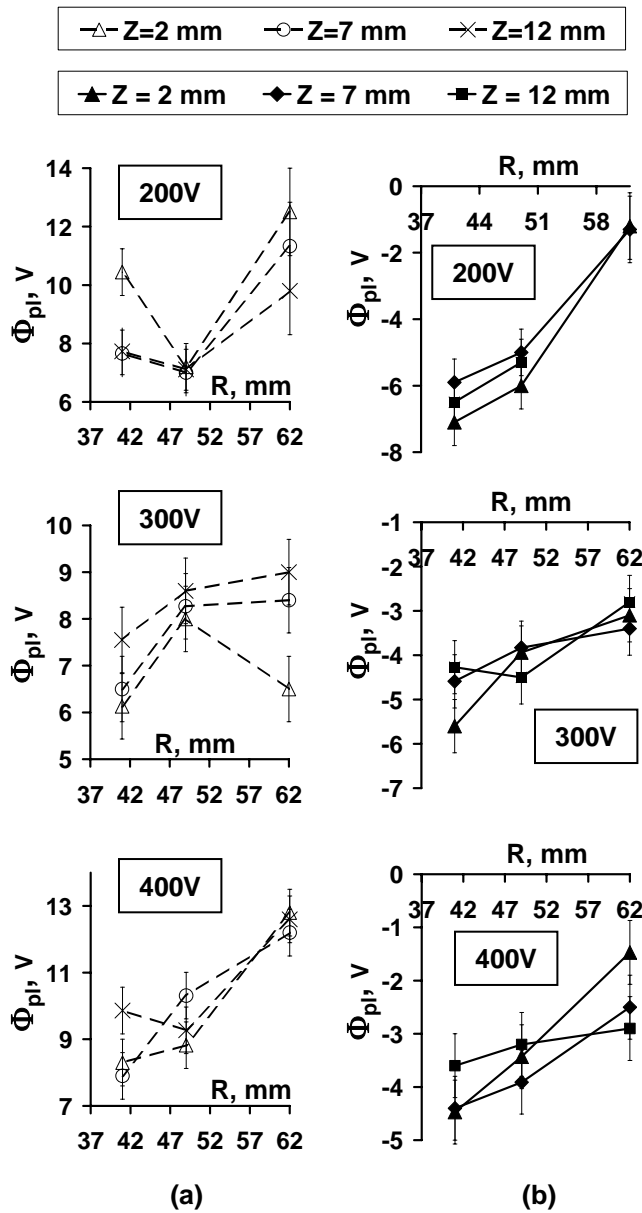 Z=2 mm Z=7 mm Z=12 mm
Z = 2 mm Z = 7 mm Z = 12 mm
14
12
10
8
6
37 42 47 52 57 62
Φpl, V
200V
R, mm
0
-2
-4
-6
-8
37 44 51 58
Φpl, V
200V
R, mm
10
9
8
7
6
5
37 42 47 52 57 62
Φpl, V
300V
R, mm
-1
-2
-3
-4
-5
-6
-7
37 42 47 52 57 62
Φpl, V
300V
R, mm
13
11
9
7
37 42 47 52 57 62
Φpl, V
400V
R, mm
0
-1
-2
-3
-4
-5
37 42 47 52 57 62
Φpl, V
400V
R, mm
(a) (b)